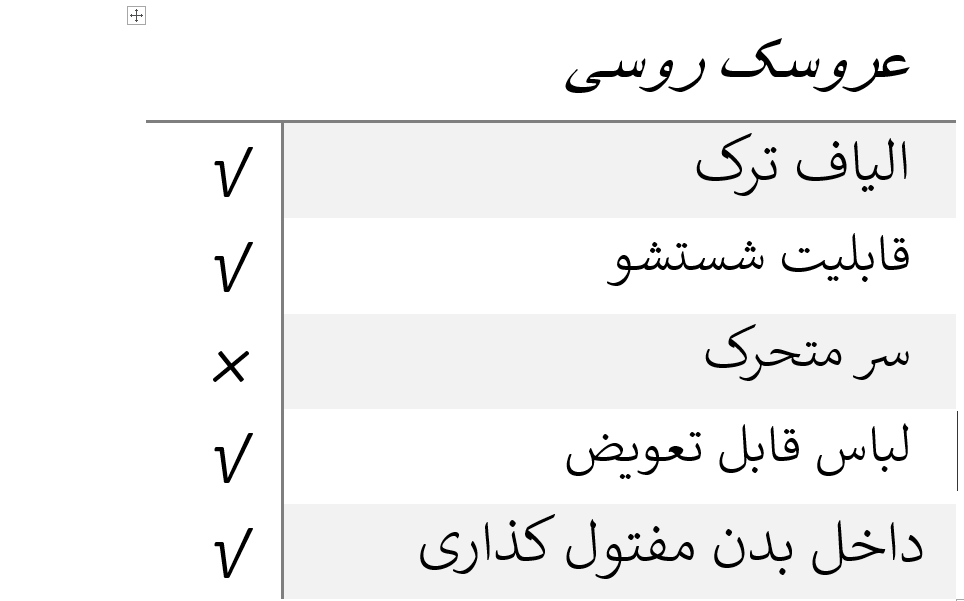 عروسک روسی
الیاف ترک √
قابلیت شستشو √
سر متحرک ×
لباس قابل تعویض √
داخل بدن مفتول کذاری √